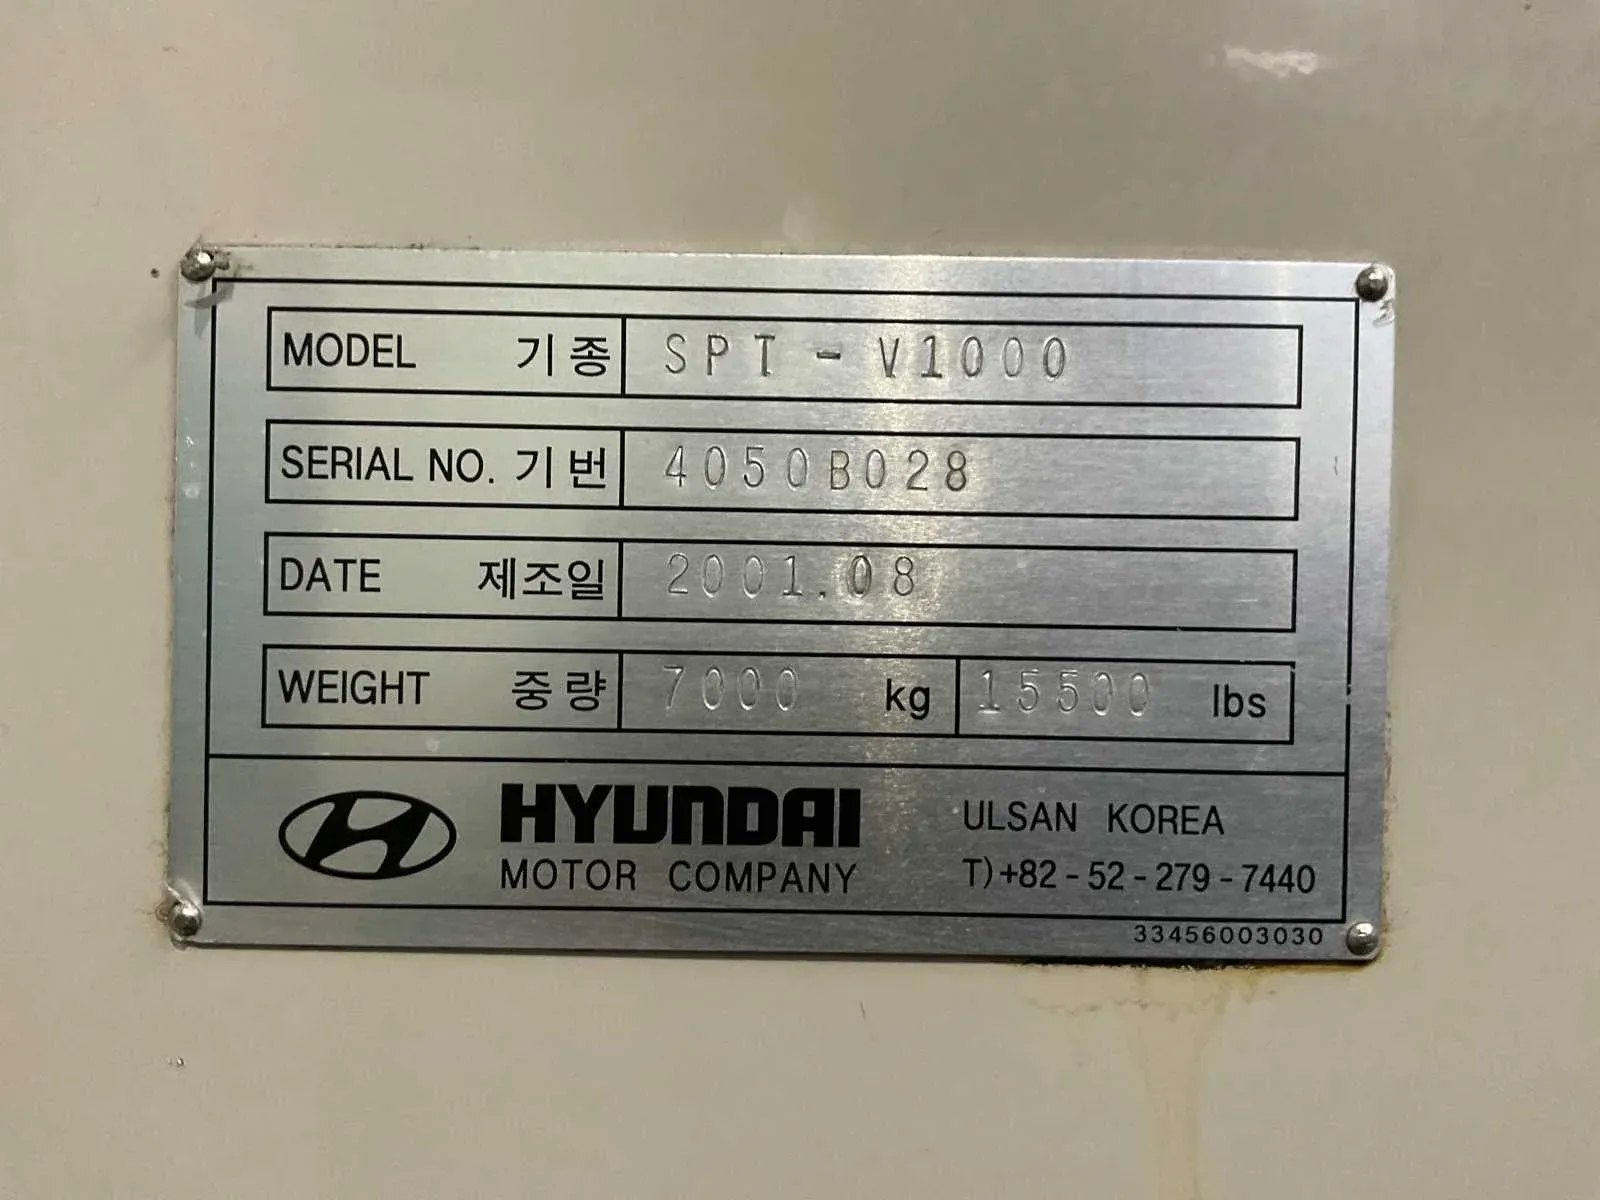 MODEL 기종 SPT - V1000
SERIAL NO. 기번 4050B028
DATE 제조일 2001.08
WEIGHT 중량 7000 kg 15500 lbs
HYUNDAI
MOTOR COMPANY
ULSAN KOREA
T)+82-52-279-7440
33456003030